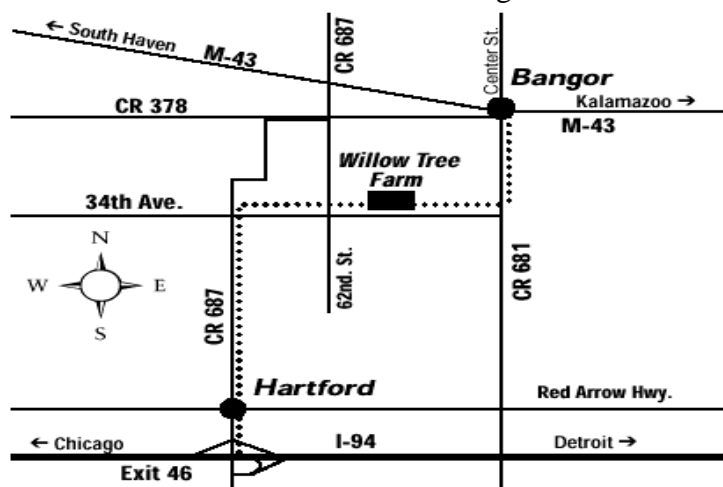 ← South Haven
M-43
CR 687
Center St.
Bangor
Kalamazoo →
CR 378
M-43
Willow Tree
Farm
34th Ave.
N
W
E
S
62nd. St.
CR 681
CR 687
Hartford
Red Arrow Hwy.
← Chicago
I-94
Detroit →
Exit 46